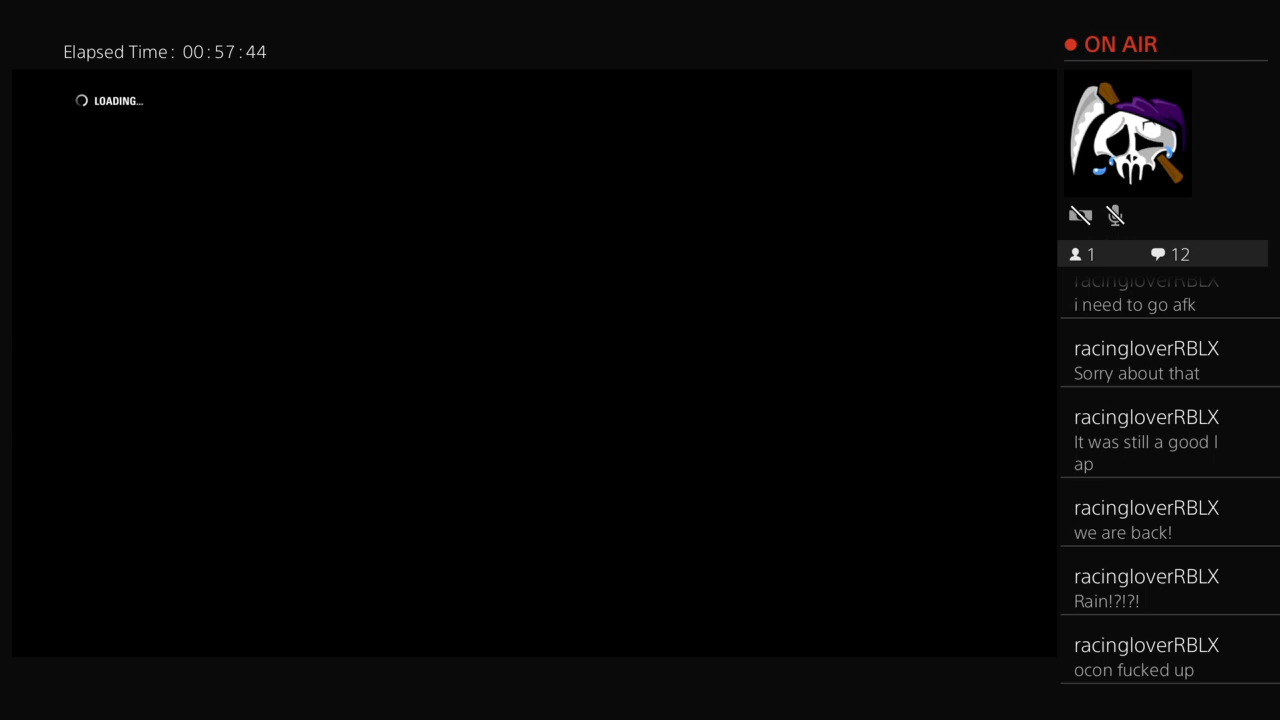 Elapsed Time: 00:57:44
ON AIR
LOADING...
1 12
racingloverRBLX
i need to go afk
racingloverRBLX
Sorry about that
racingloverRBLX
It was still a good l
ap
racingloverRBLX
we are back!
racingloverRBLX
Rain!?!?!
racingloverRBLX
ocon fucked up